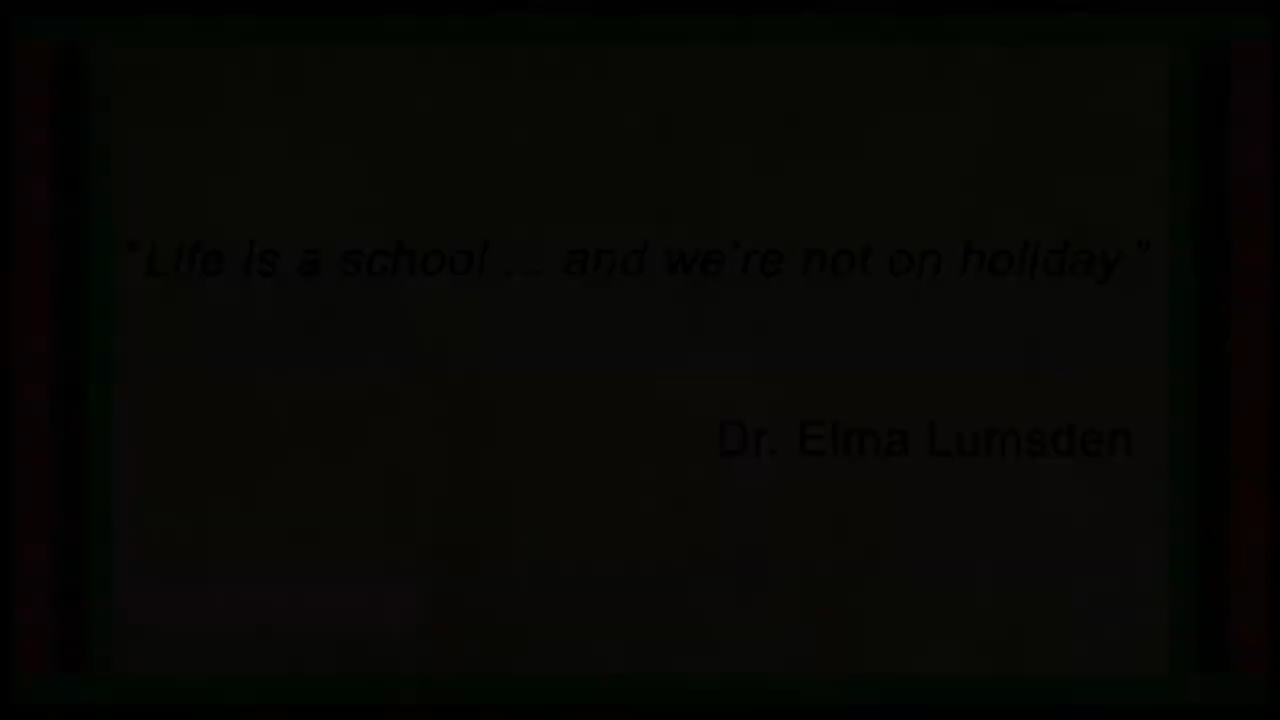 "Life is a school ... and we're not on holiday."
Dr. Elma Lumsden